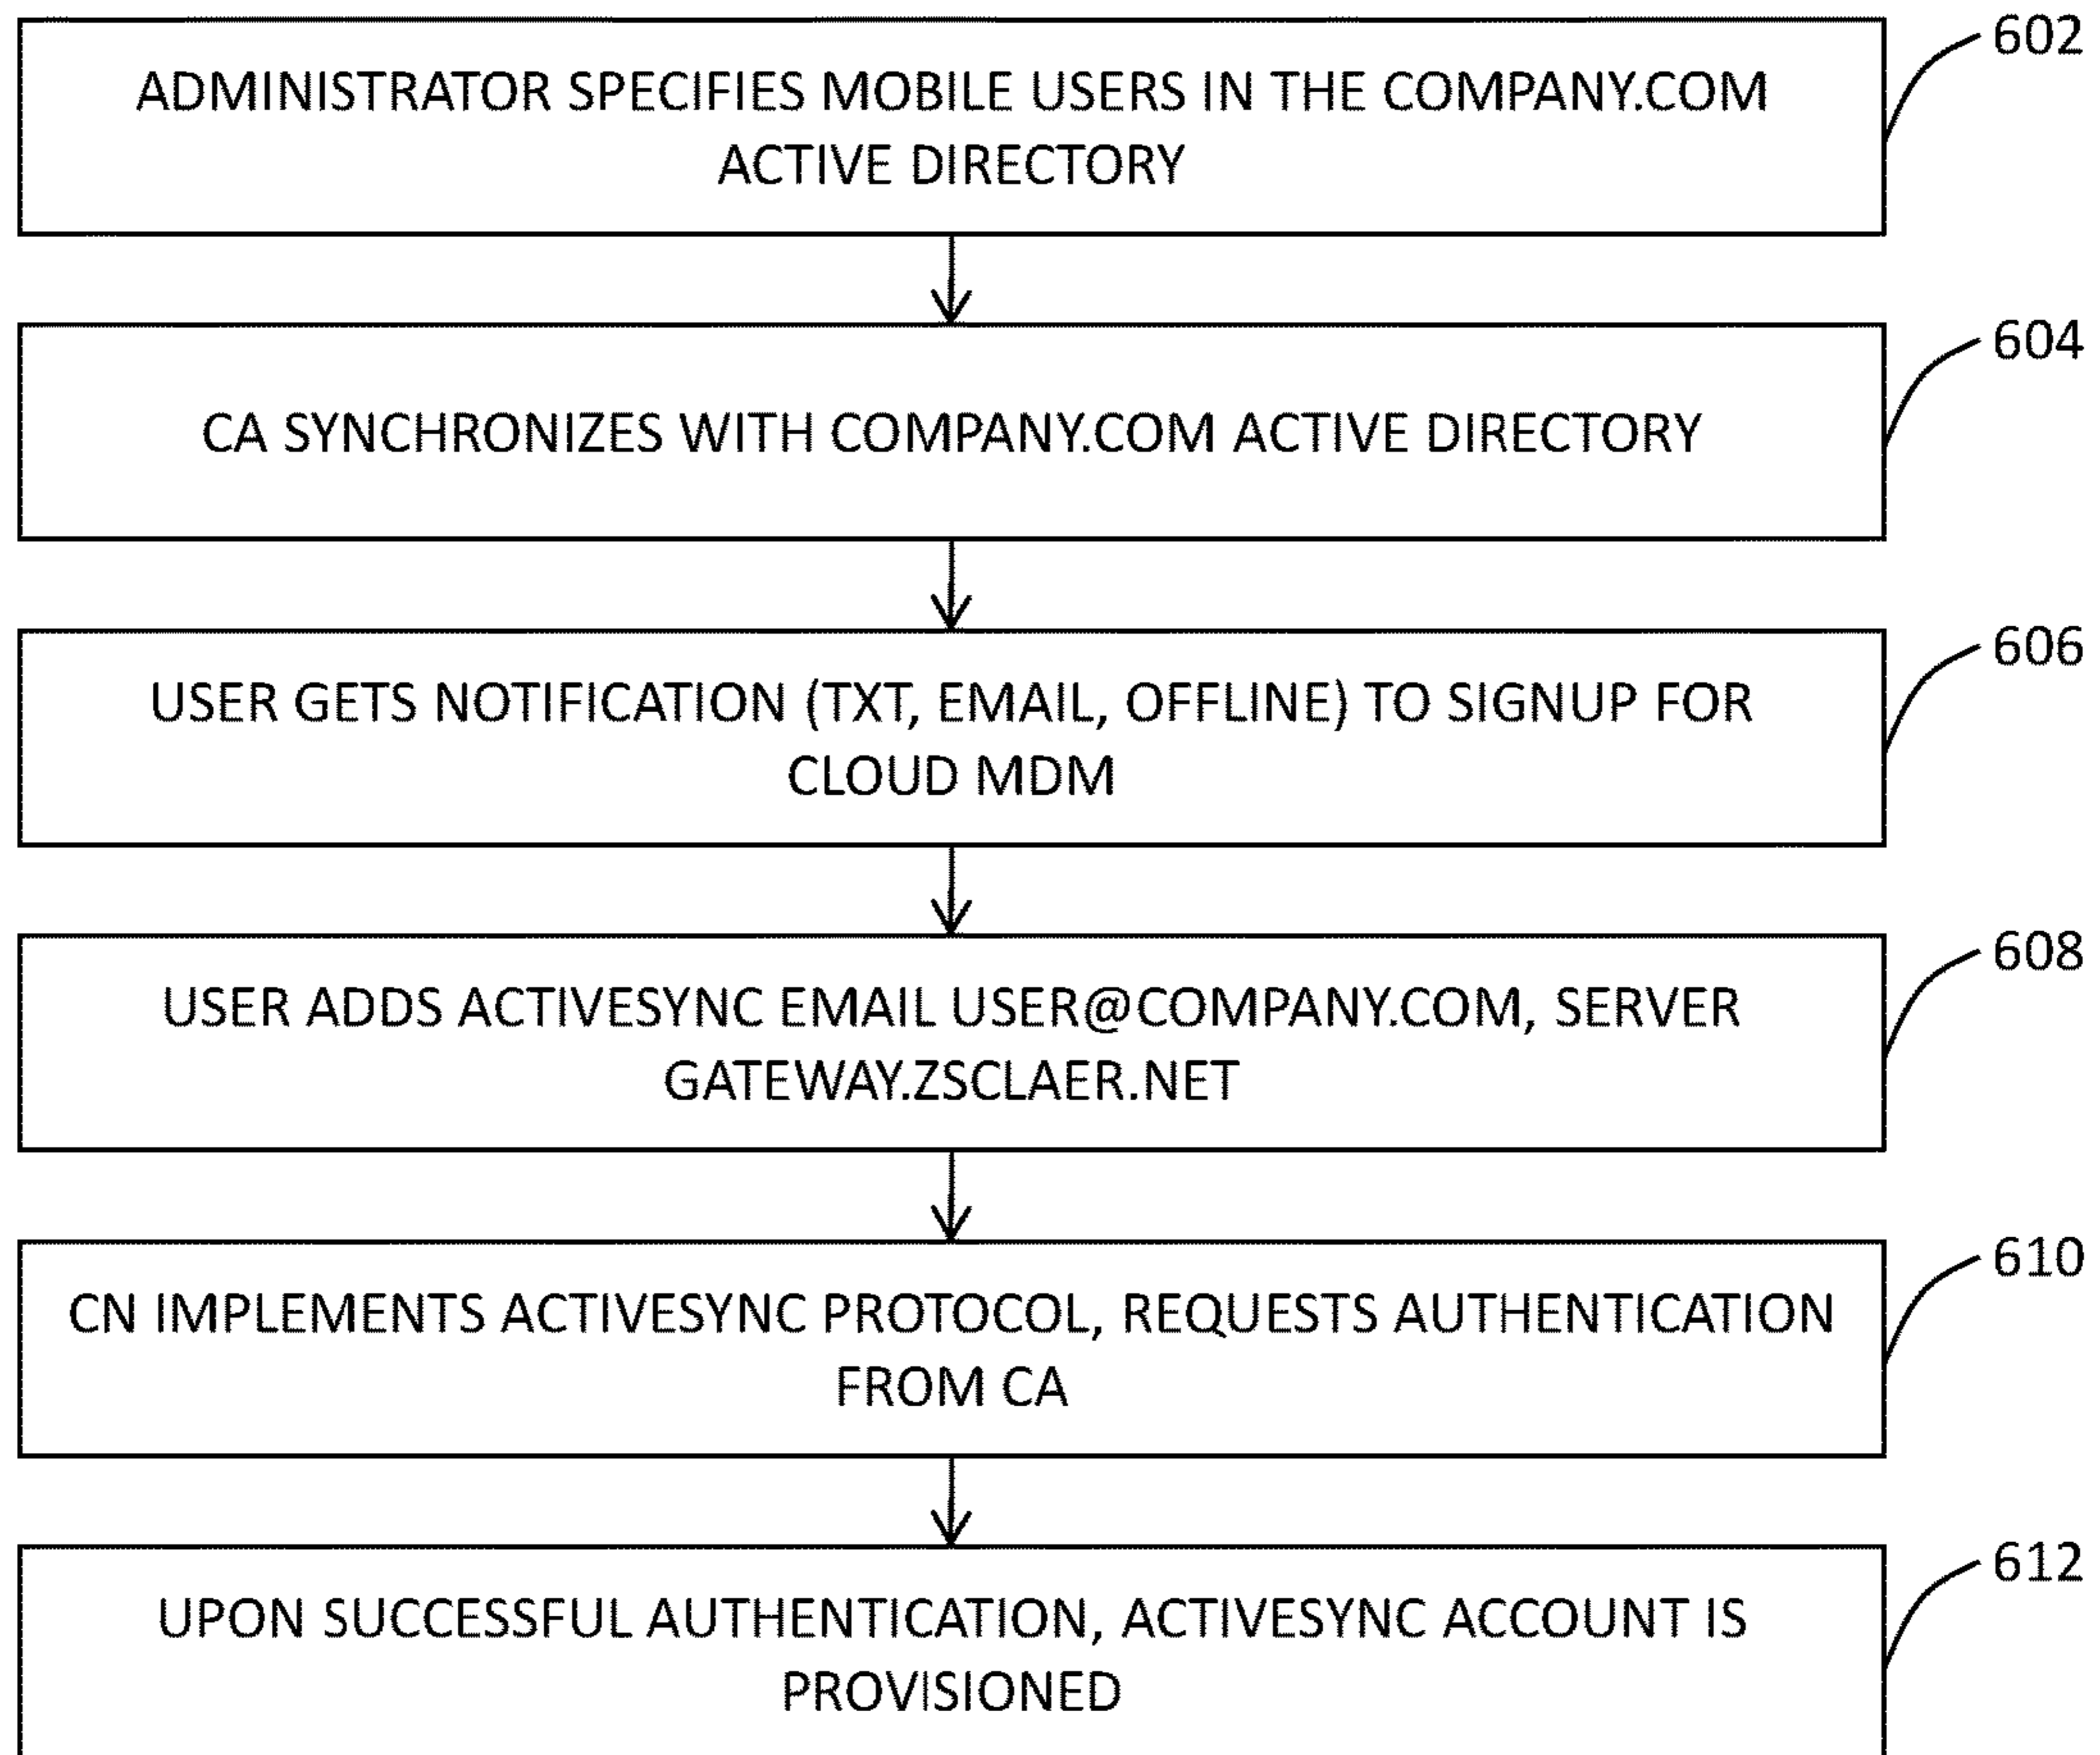 602
ADMINISTRATOR SPECIFIES MOBILE USERS IN THE COMPANY.COM
ACTIVE DIRECTORY
604
CA SYNCHRONIZES WITH COMPANY.COM ACTIVE DIRECTORY
606
USER GETS NOTIFICATION (TXT, EMAIL, OFFLINE) TO SIGNUP FOR
CLOUD MDM
608
USER ADDS ACTIVESYNC EMAIL USER@COMPANY.COM, SERVER
GATEWAY.ZSCLAER.NET
610
CN IMPLEMENTS ACTIVESYNC PROTOCOL, REQUESTS AUTHENTICATION
FROM CA
612
UPON SUCCESSFUL AUTHENTICATION, ACTIVESYNC ACCOUNT IS
PROVISIONED